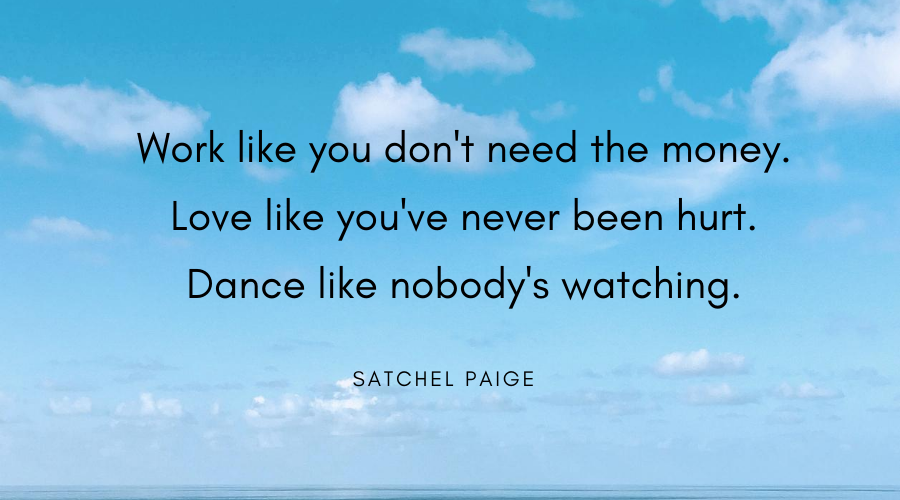 Work like you don't need the money.
Love like you've never been hurt.
Dance like nobody's watching.
SATCHEL PAIGE